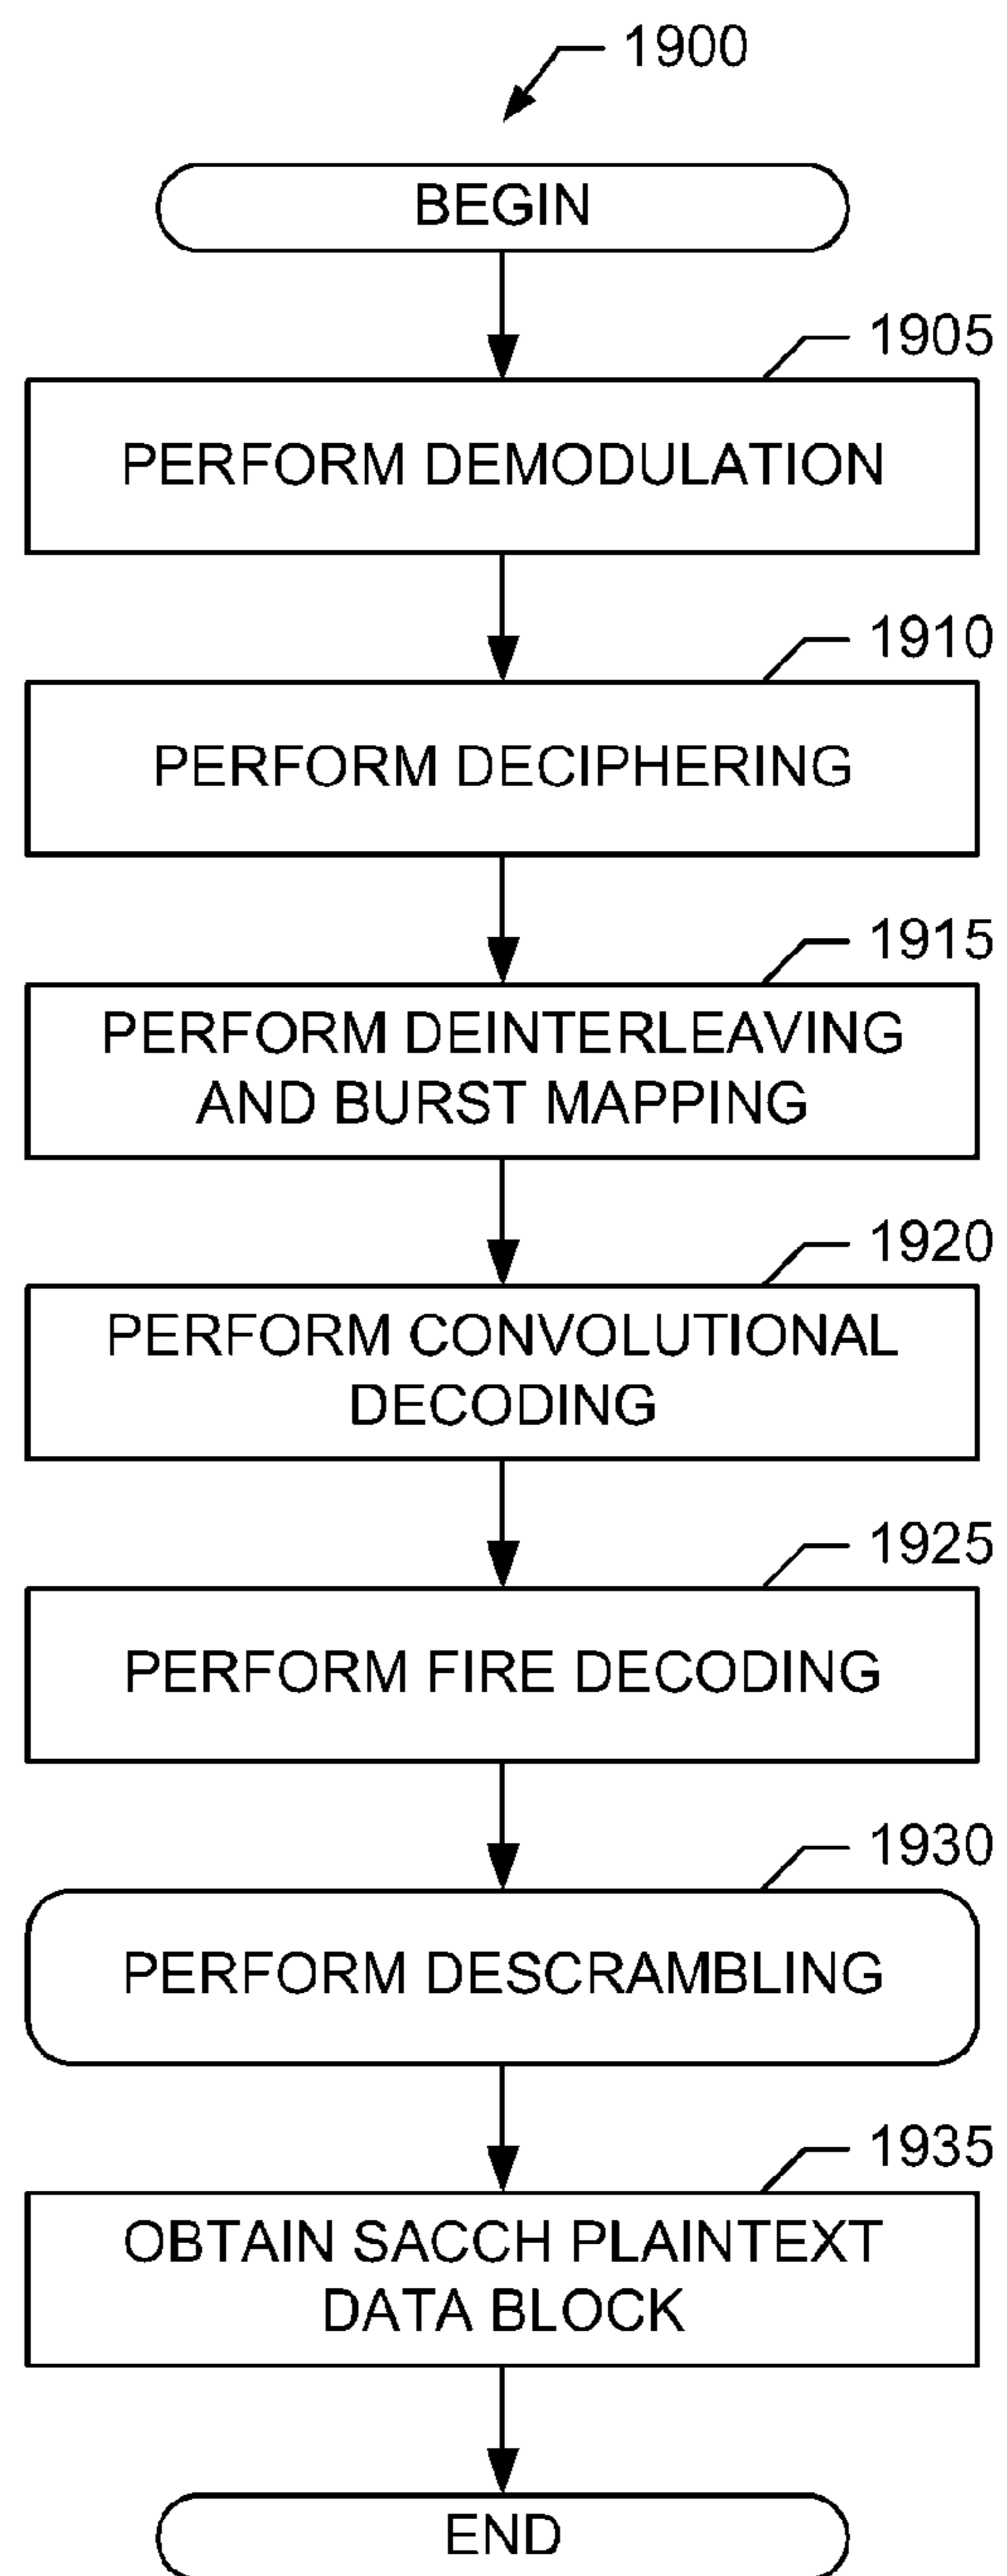 1900
BEGIN
1905
PERFORM DEMODULATION
1910
PERFORM DECIPHERING
1915
PERFORM DEINTERLEAVING
AND BURST MAPPING
1920
PERFORM CONVOLUTIONAL
DECODING
1925
PERFORM FIRE DECODING
1930
PERFORM DESCRAMBLING
1935
OBTAIN SACCH PLAINTEXT
DATA BLOCK
END